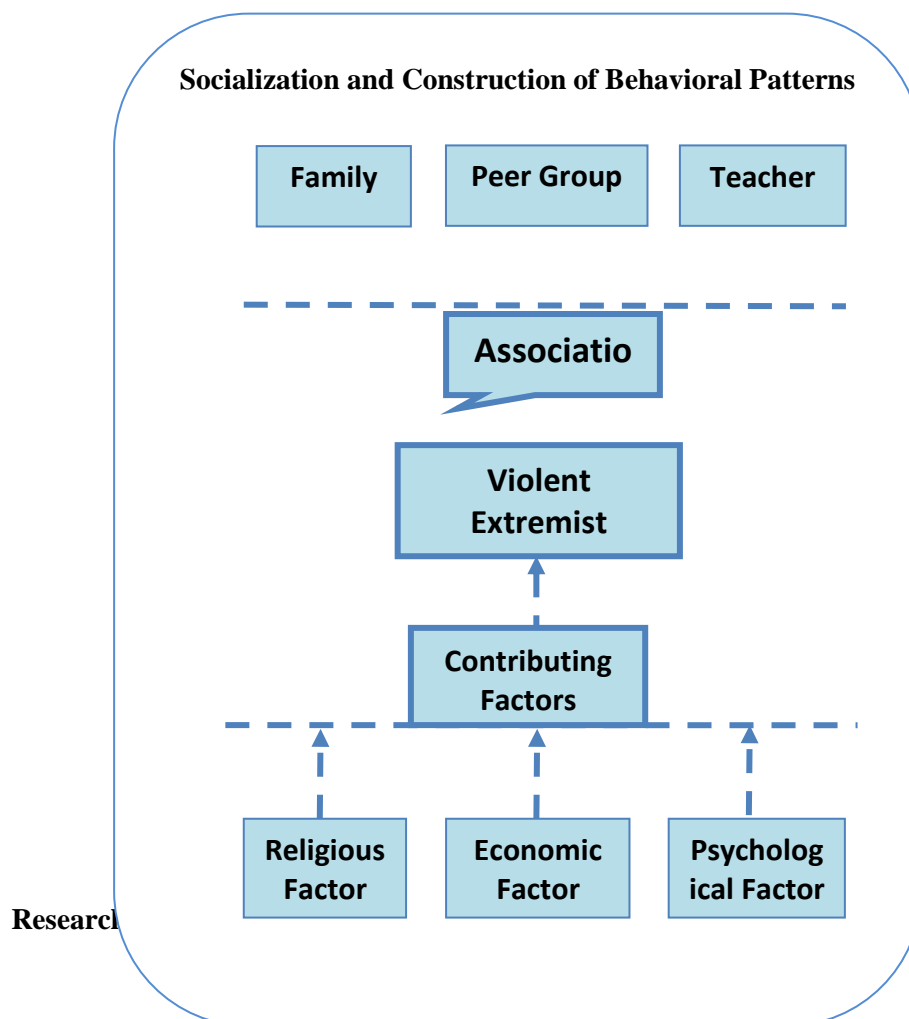 Socialization and Construction of Behavioral Patterns
Family
Peer Group
Teacher
Associatio
Violent
Extremist
Contributing
Factors
Religious
Factor
Economic
Factor
Psycholog
ical Factor
Research